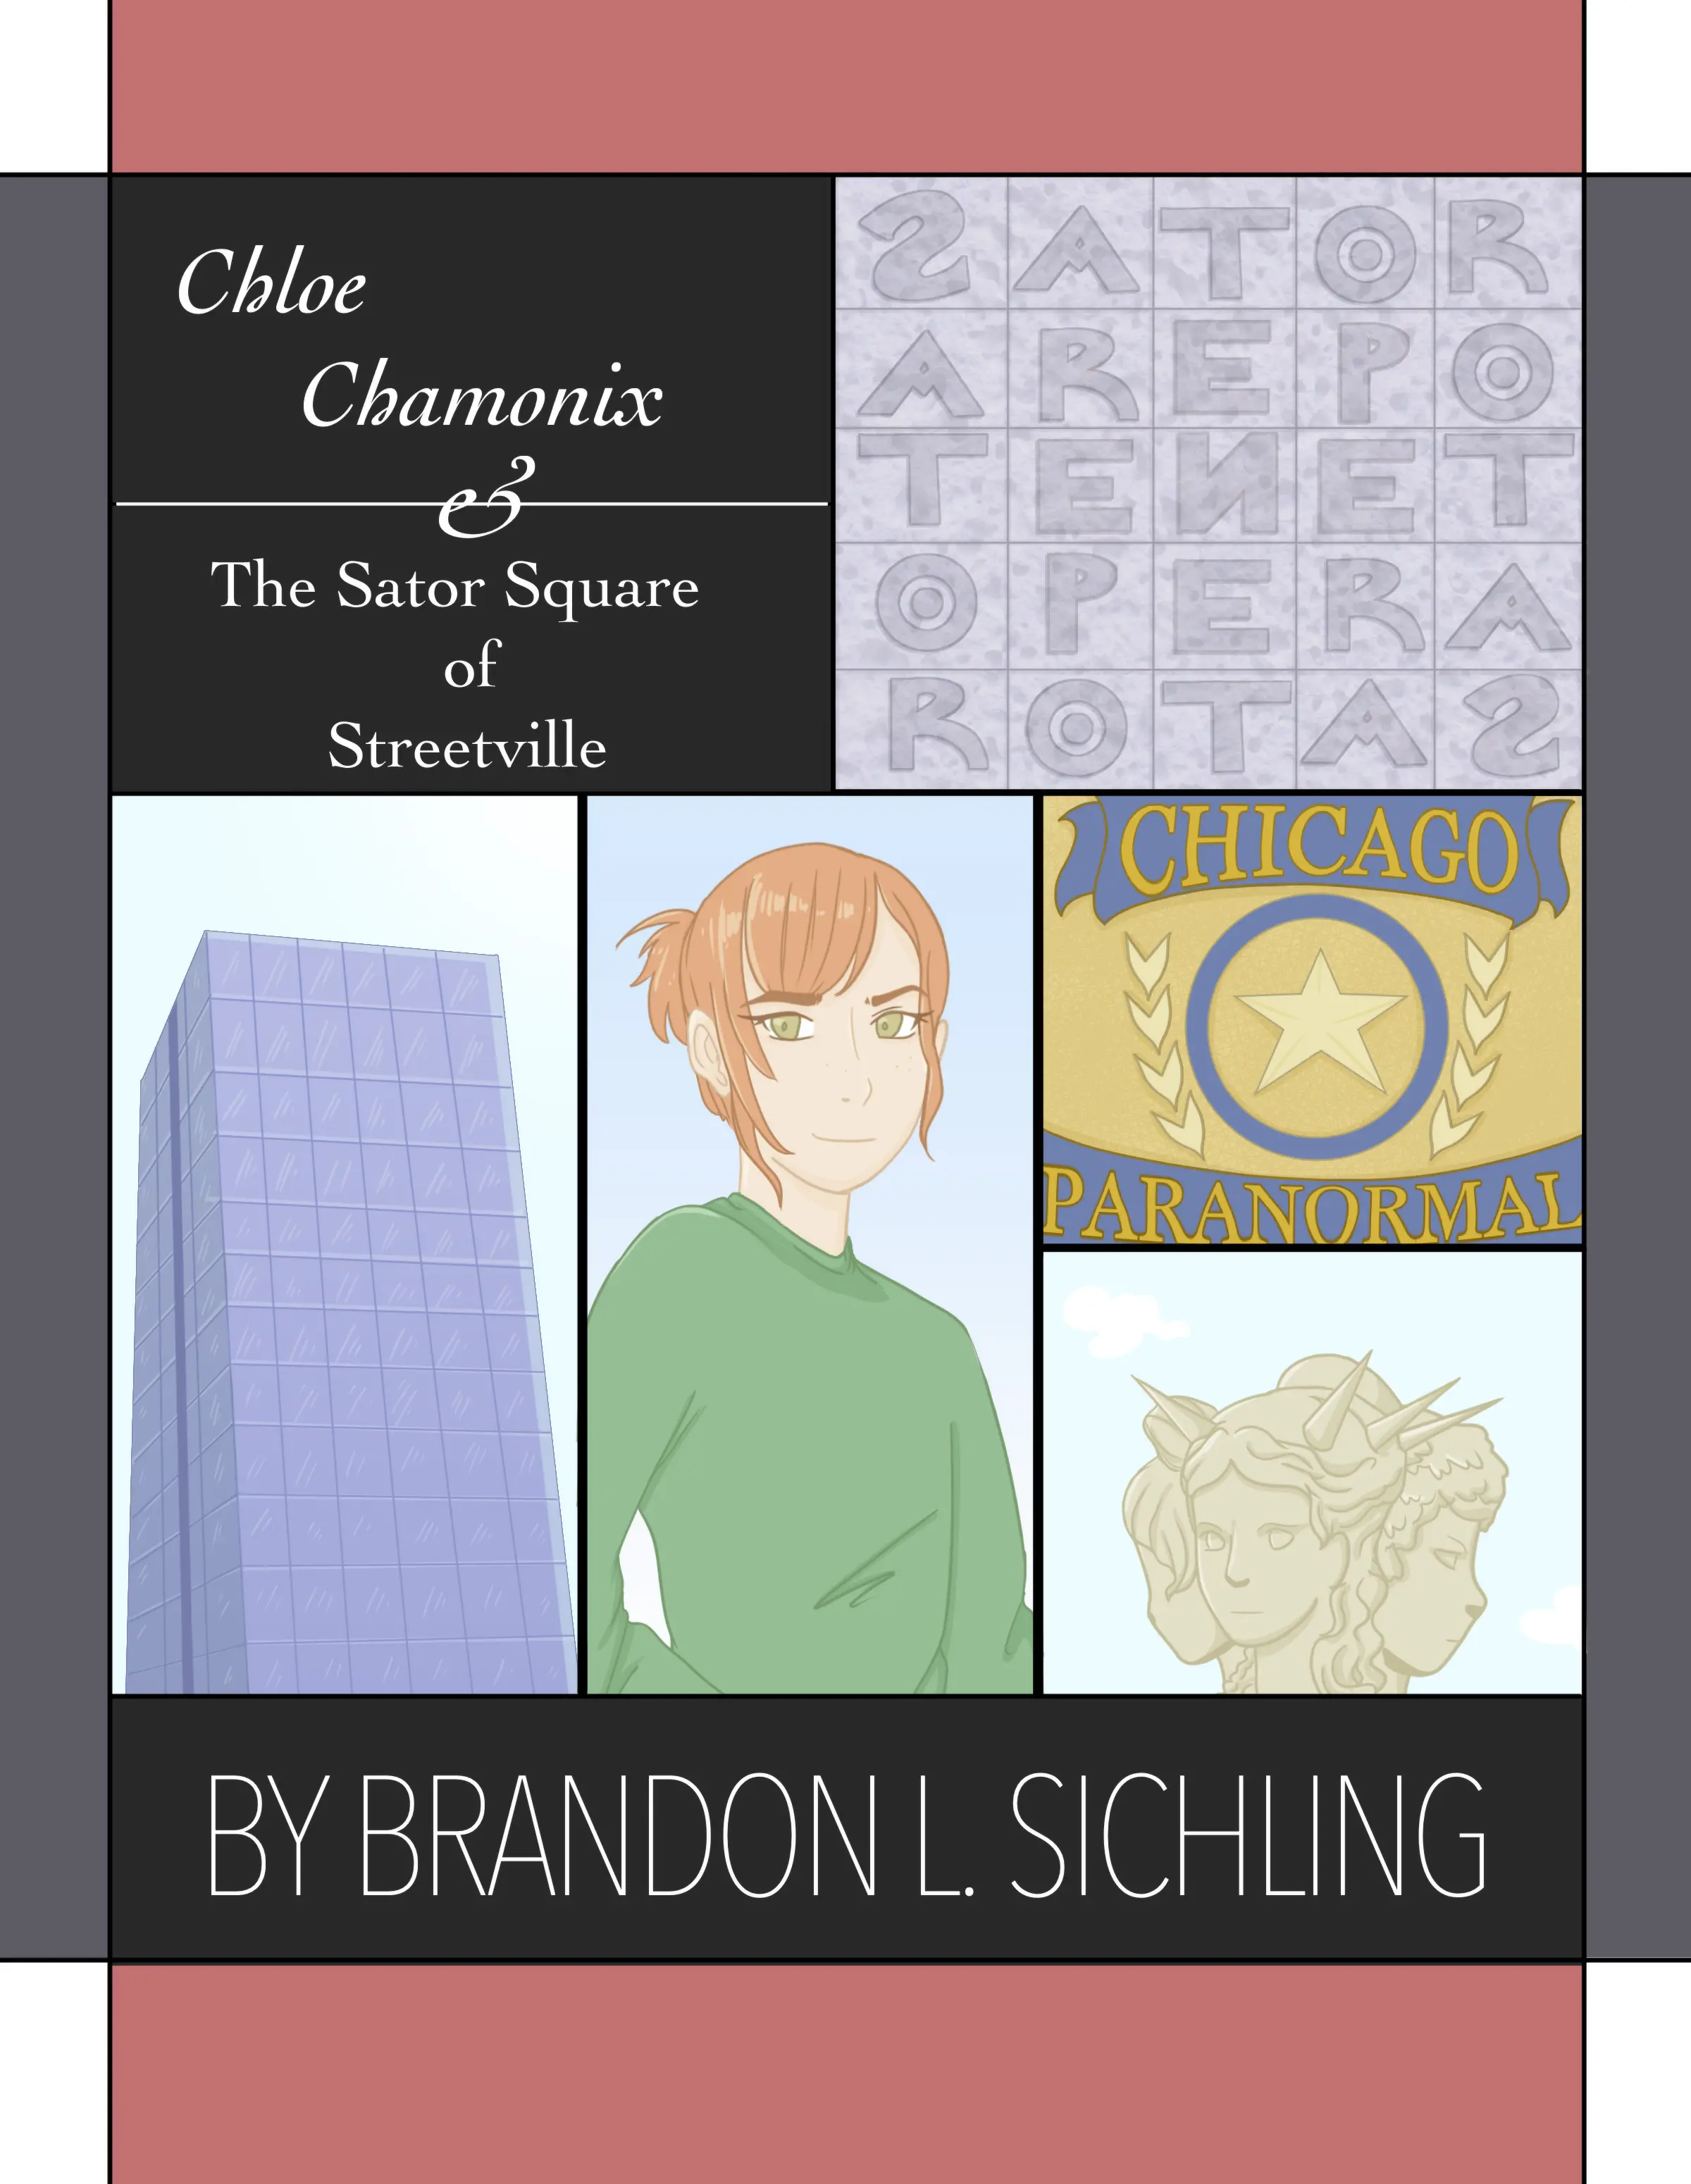 Chloe
Chamonix
&
The Sator Square
of
Streetville
SATOR
AREPO
TENET
OPERA
ROTAS
CHICAGO
PARANORMAL
BY BRANDON L. SICHLING